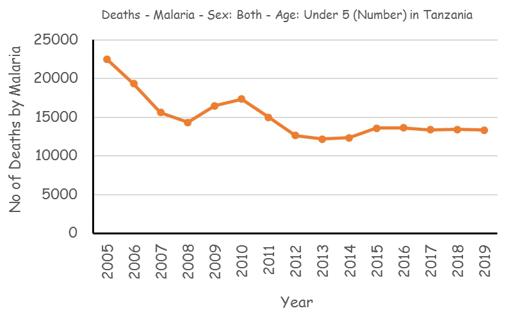 Deaths - Malaria - Sex: Both - Age: Under 5 (Number) in Tanzania
No of Deaths by Malaria
25000
20000
15000
10000
5000
0
2005 2006 2007 2008 2009 2010 2011 2012 2013 2014 2015 2016 2017 2018 2019
Year